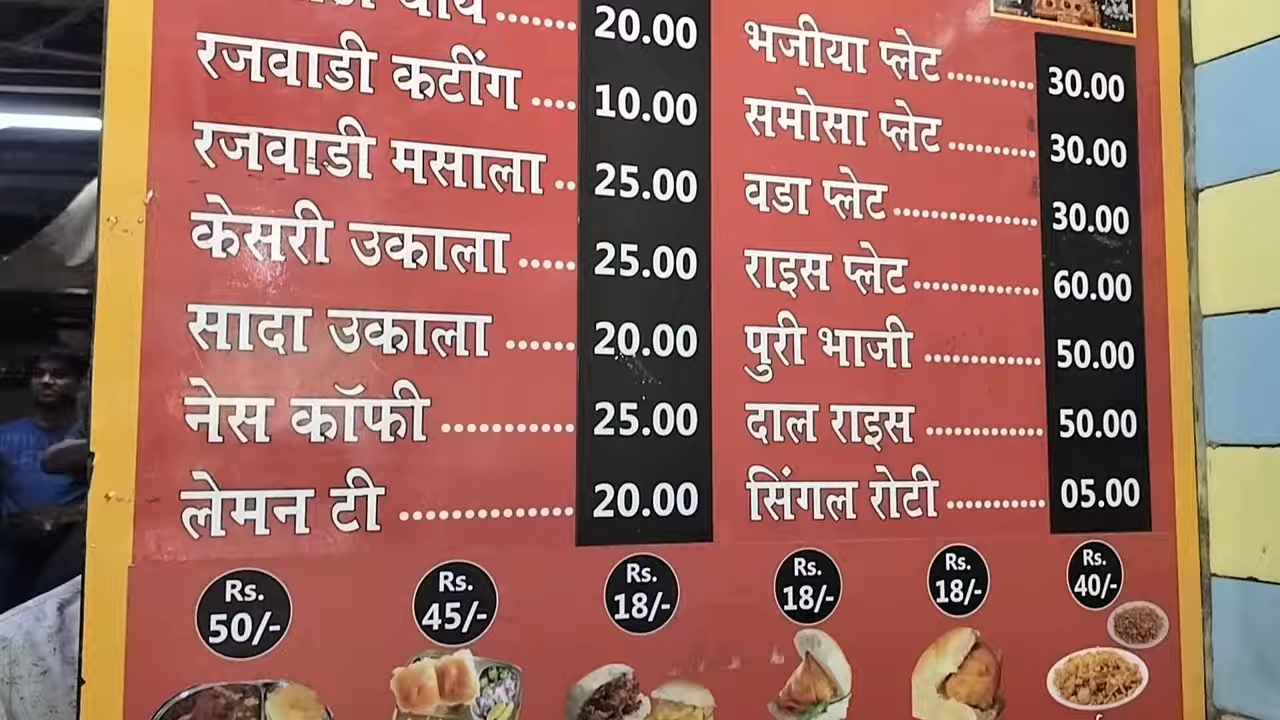 20.00
रजवाडी कटींग .... 10.00
रजवाडी मसाला .. 25.00
केसरी उकाला ..... 25.00
सादा उकाला ...... 20.00
नेस कॉफी ............ 25.00
लेमन टी ............... 20.00
भजीया प्लेट ......... 30.00
समोसा प्लेट ......... 30.00
वडा प्लेट .............. 30.00
राइस प्लेट ............ 60.00
पुरी भाजी ........... 50.00
दाल राइस ........... 50.00
सिंगल रोटी ......... 05.00
Rs. 50/-
Rs. 45/-
Rs. 18/-
Rs. 18/-
Rs. 18/-
Rs. 40/-